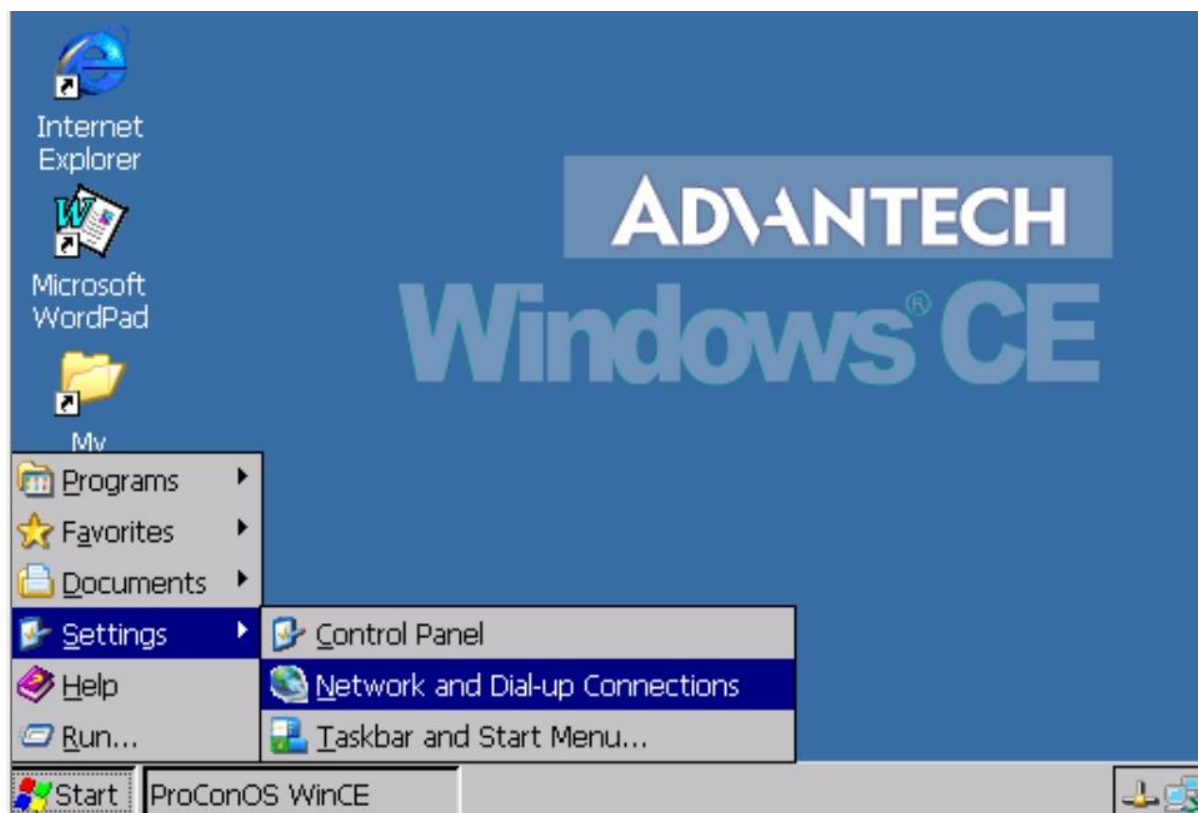 Internet
Explorer
ADVANTECH
Microsoft
WordPad
Windows® CE
My
Programs
Favorites
Documents
Settings
Control Panel
Help
Network and Dial-up Connections
Run...
Taskbar and Start Menu...
Start
ProConOS WinCE